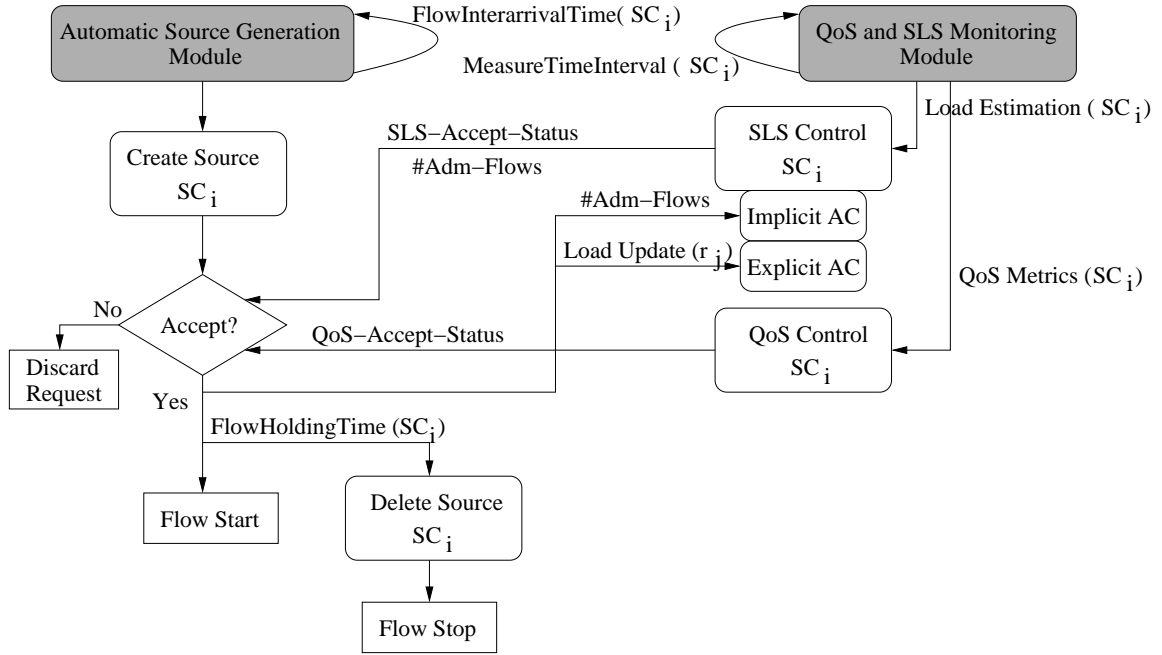 FlowInterarrivalTime( SC i)
Automatic Source Generation
Module
QoS and SLS Monitoring
Module
MeasureTimeInterval ( SC i)
Load Estimation ( SC i)
SLS−Accept−Status
#Adm−Flows
SLS Control
SC i
Create Source
SC i
#Adm−Flows
Implicit AC
Load Update (r j)
Explicit AC
QoS Metrics (SC i)
No
Accept?
QoS−Accept−Status
QoS Control
SC i
Discard
Request
Yes
FlowHoldingTime (SC i)
Flow Start
Delete Source
SC i
Flow Stop